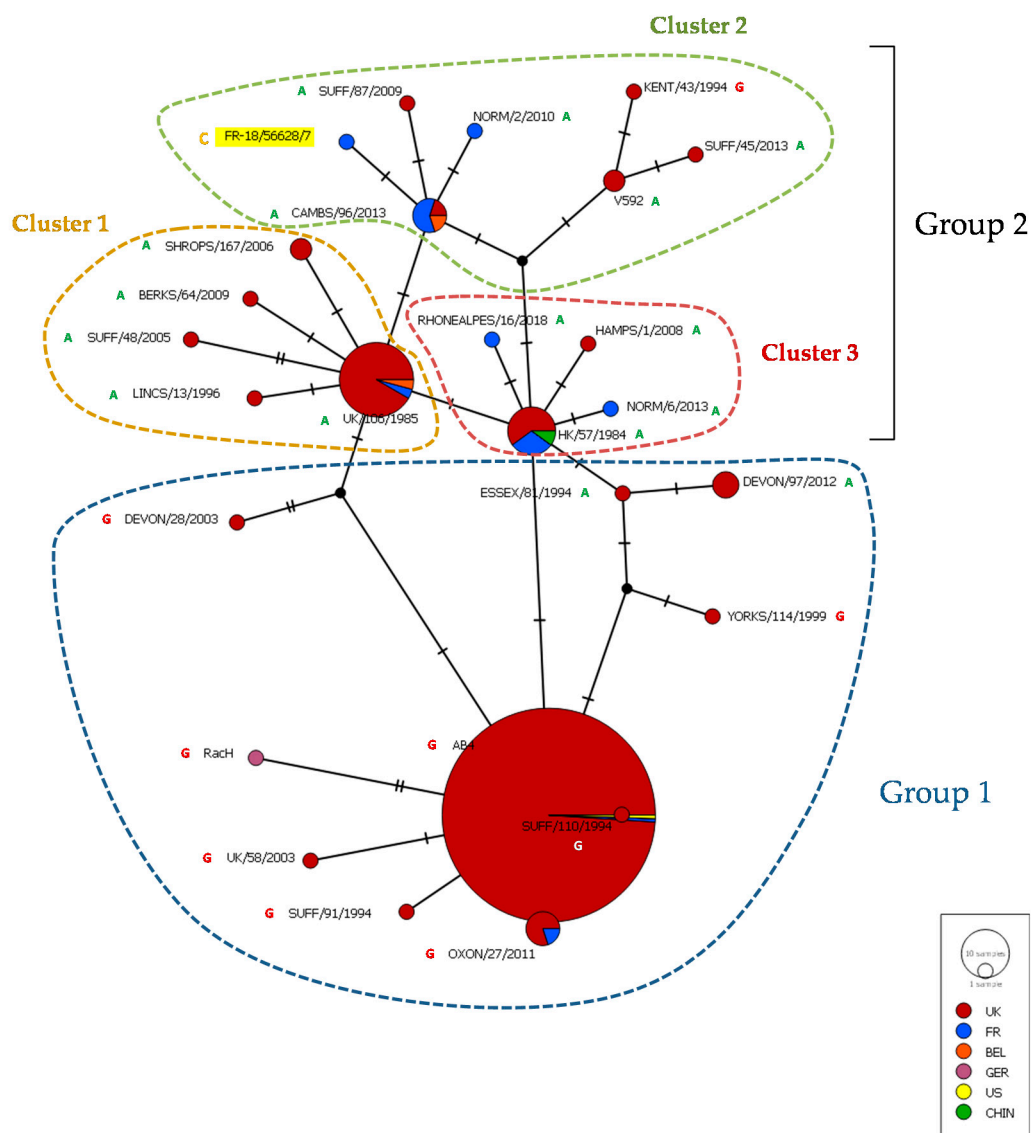 Cluster 2
A SUFF/87/2009
KENT/43/1994 G
C FR-18/56628/7
NORM/2/2010 A
SUFF/45/2013 A
V592 A
A CAMBS/96/2013
Group 2
Cluster 1
A SHROPS/167/2006
A BERKS/64/2009
A SUFF/48/2005
A LINCS/13/1996
A UK/106/1985
RHONEALPES/16/2018 A
HAMPS/1/2008 A
Cluster 3
NORM/6/2013 A
HK/57/1984 A
ESSEX/81/1994 A
DEVON/97/2012 A
G DEVON/28/2003
YORKS/114/1999 G
G AB4
G RacH
Group 1
SUFF/110/1994
G
G UK/58/2003
G SUFF/91/1994
G OXON/27/2011
10 samples
1 sample
UK
FR
BEL
GER
US
CHIN